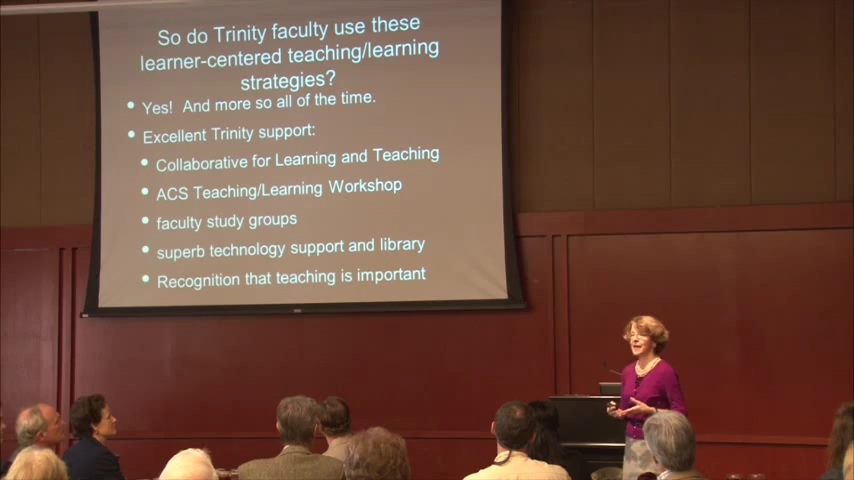 So do Trinity faculty use these
learner-centered teaching/learning
strategies?
• Yes!  And more so all of the time.
• Excellent Trinity support:
• Collaborative for Learning and Teaching
• ACS Teaching/Learning Workshop
• faculty study groups
• superb technology support and library
• Recognition that teaching is important